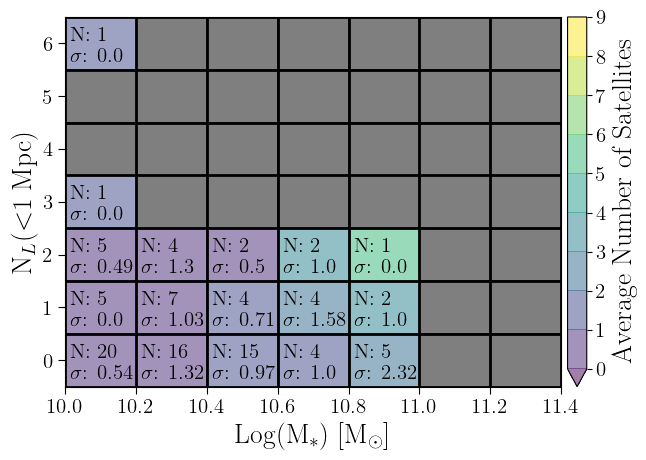 N: 1
σ: 0.0
N: 1
σ: 0.0
N: 5
σ: 0.49
N: 4
σ: 1.3
N: 2
σ: 0.5
N: 2
σ: 1.0
N: 1
σ: 0.0
N: 5
σ: 0.0
N: 7
σ: 1.03
N: 4
σ: 0.71
N: 4
σ: 1.58
N: 2
σ: 1.0
N: 20
σ: 0.54
N: 16
σ: 1.32
N: 15
σ: 0.97
N: 4
σ: 1.0
N: 5
σ: 2.32
6
5
4
3
2
1
0
N_L(<1 Mpc)
10.0 10.2 10.4 10.6 10.8 11.0 11.2 11.4
Log(M_*) [M_⊙]
9
8
7
6
5
4
3
2
1
0
Average Number of Satellites